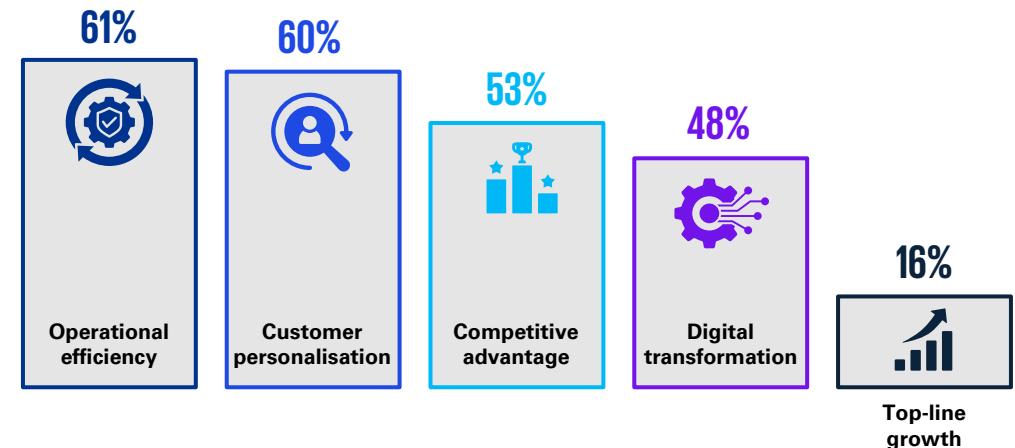 61%
60%
53%
48%
16%
Operational
efficiency
Customer
personalisation
Competitive
advantage
Digital
transformation
Top-line
growth